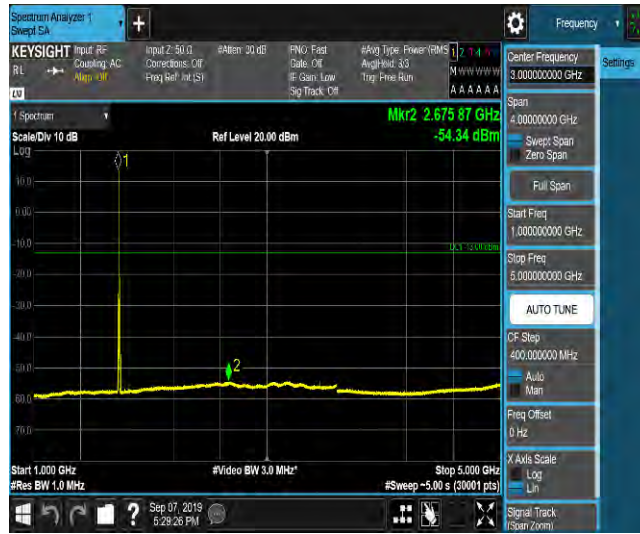 Spectrum Analyzer 1
Swept SA
Frequency
KEYSIGHT
RL
LXI
Input: RF
Coupling: AC
Align: Off
Input Z: 50 Ω
Corrections: Off
Freq Ref: Int (S)
#Atten: 30 dB
PNO: Fast
Gate: Off
IF Gain: Low
Sig Track: Off
#Avg Type: Power (RMS
Avg|Hold: 3/3
Trig: Free Run
M W W W W W
A A A A A A
Center Frequency
3.000000000 GHz
Settings
Span
4.00000000 GHz
Swept Span
Zero Span
Full Span
Start Freq
1.000000000 GHz
Stop Freq
5.000000000 GHz
AUTO TUNE
CF Step
400.000000 MHz
Auto
Man
Freq Offset
0 Hz
X Axis Scale
Log
Lin
Signal Track
(Span Zoom)
1 Spectrum
Scale/Div 10 dB
Ref Level 20.00 dBm
Mkr2 2.675 87 GHz
-54.34 dBm
Log
1
10.0
0.00
-10.0
DL1 -13.00 dBm
-20.0
-30.0
-40.0
-50.0
2
-60.0
-70.0
Start 1.000 GHz
#Video BW 3.0 MHz*
Stop 5.000 GHz
#Res BW 1.0 MHz
#Sweep ~5.00 s (30001 pts)
?
Sep 07, 2019
5:29:26 PM